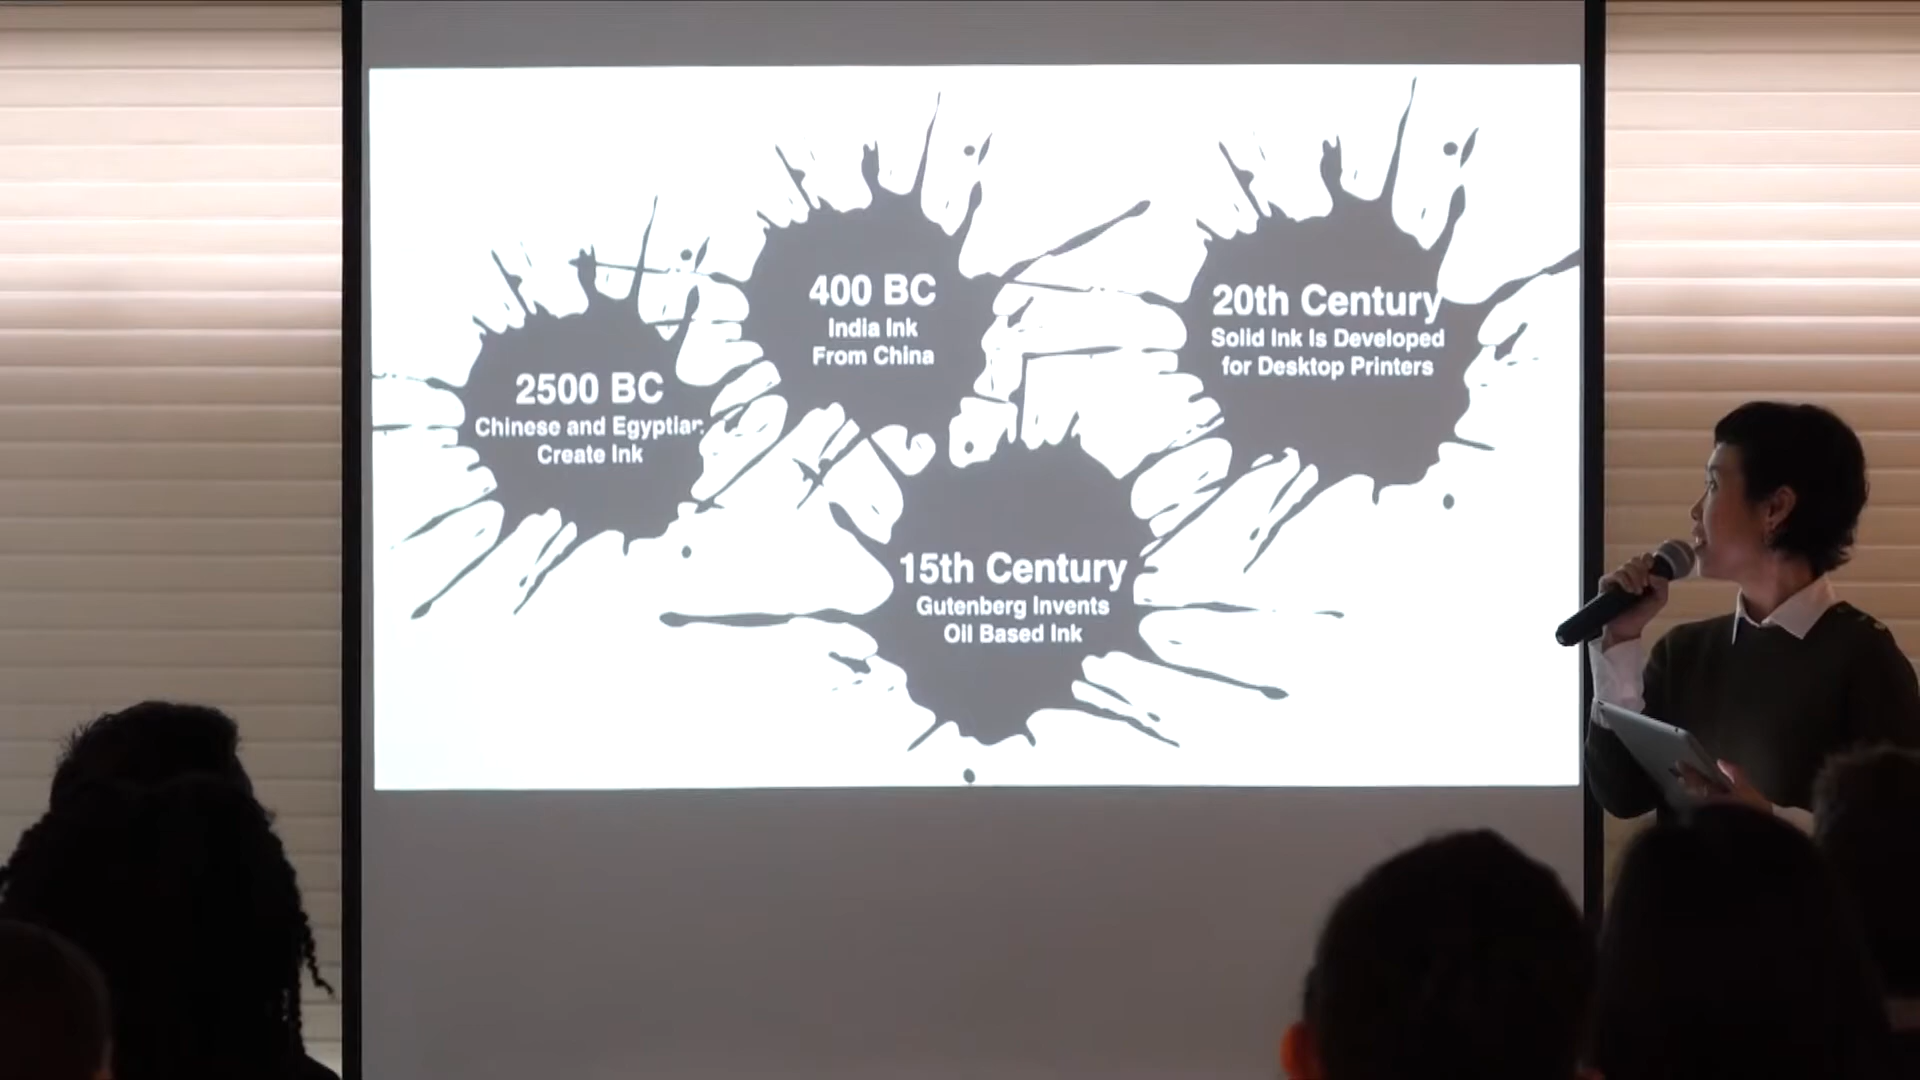 2500 BC
Chinese and Egyptian
Create Ink
400 BC
India Ink
From China
15th Century
Gutenberg Invents
Oil Based Ink
20th Century
Solid Ink Is Developed
for Desktop Printers